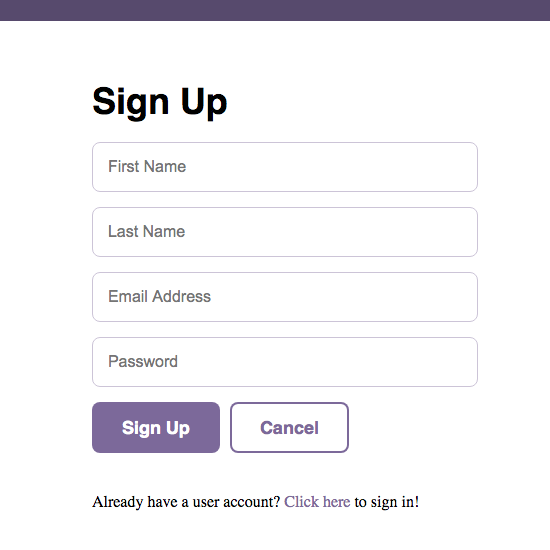 Sign Up
First Name
Last Name
Email Address
Password
Sign Up Cancel
Already have a user account? Click here to sign in!